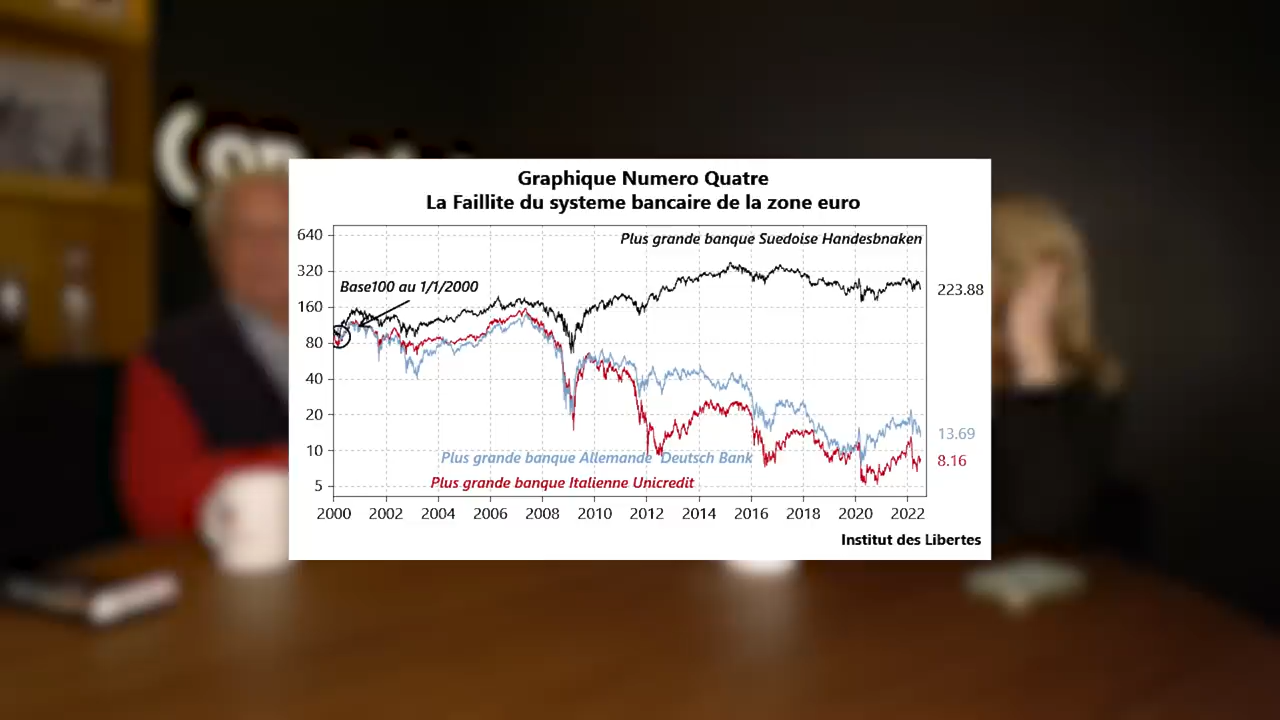 Graphique Numero Quatre
La Faillite du systeme bancaire de la zone euro
640
320
160
80
40
20
10
5
Plus grande banque Suedoise Handesbnaken
Base100 au 1/1/2000
223.88
13.69
8.16
Plus grande banque Allemande Deutsch Bank
Plus grande banque Italienne Unicredit
2000 2002 2004 2006 2008 2010 2012 2014 2016 2018 2020 2022
Institut des Libertes